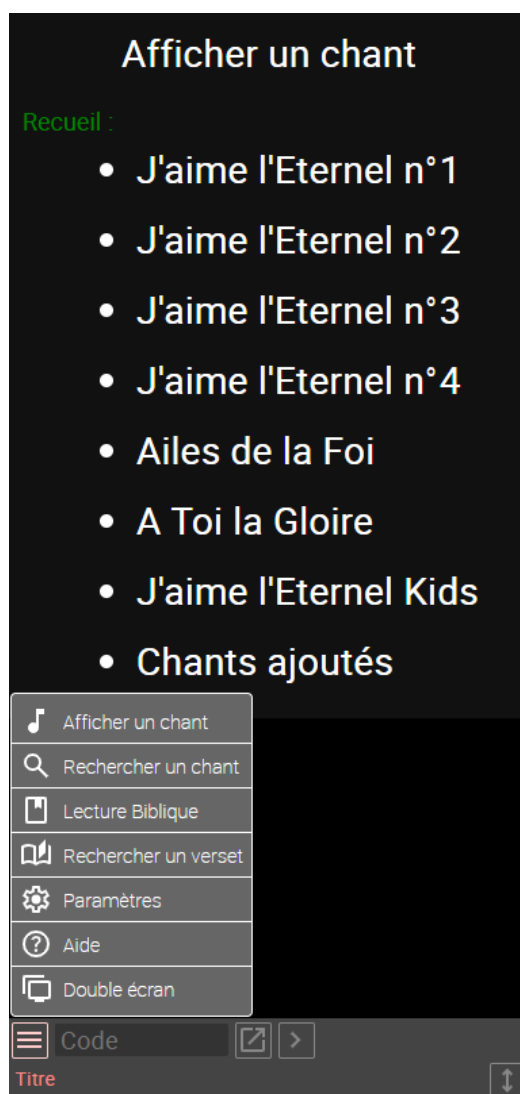 Afficher un chant
Recueil :
J'aime l'Eternel n°1
J'aime l'Eternel n°2
J'aime l'Eternel n°3
J'aime l'Eternel n°4
Ailes de la Foi
A Toi la Gloire
J'aime l'Eternel Kids
Chants ajoutés
Afficher un chant
Rechercher un chant
Lecture Biblique
Rechercher un verset
Paramètres
Aide
Double écran
Code
Titre